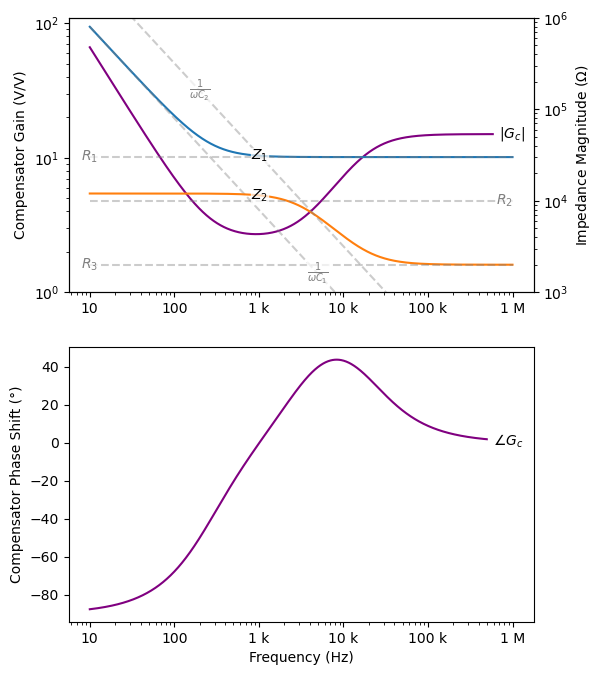 10² 10⁶
Compensator Gain (V/V)
Impedance Magnitude (Ω)
1/ωC₂
10⁵
|G_c|
R₁ 10¹ Z₁
Z₂ R₂ 10⁴
R₃ 1/ωC₁
10⁰ 10³
10 100 1 k 10 k 100 k 1 M
Compensator Phase Shift (°)
40
20
0 ∠G_c
−20
−40
−60
−80
10 100 1 k 10 k 100 k 1 M
Frequency (Hz)